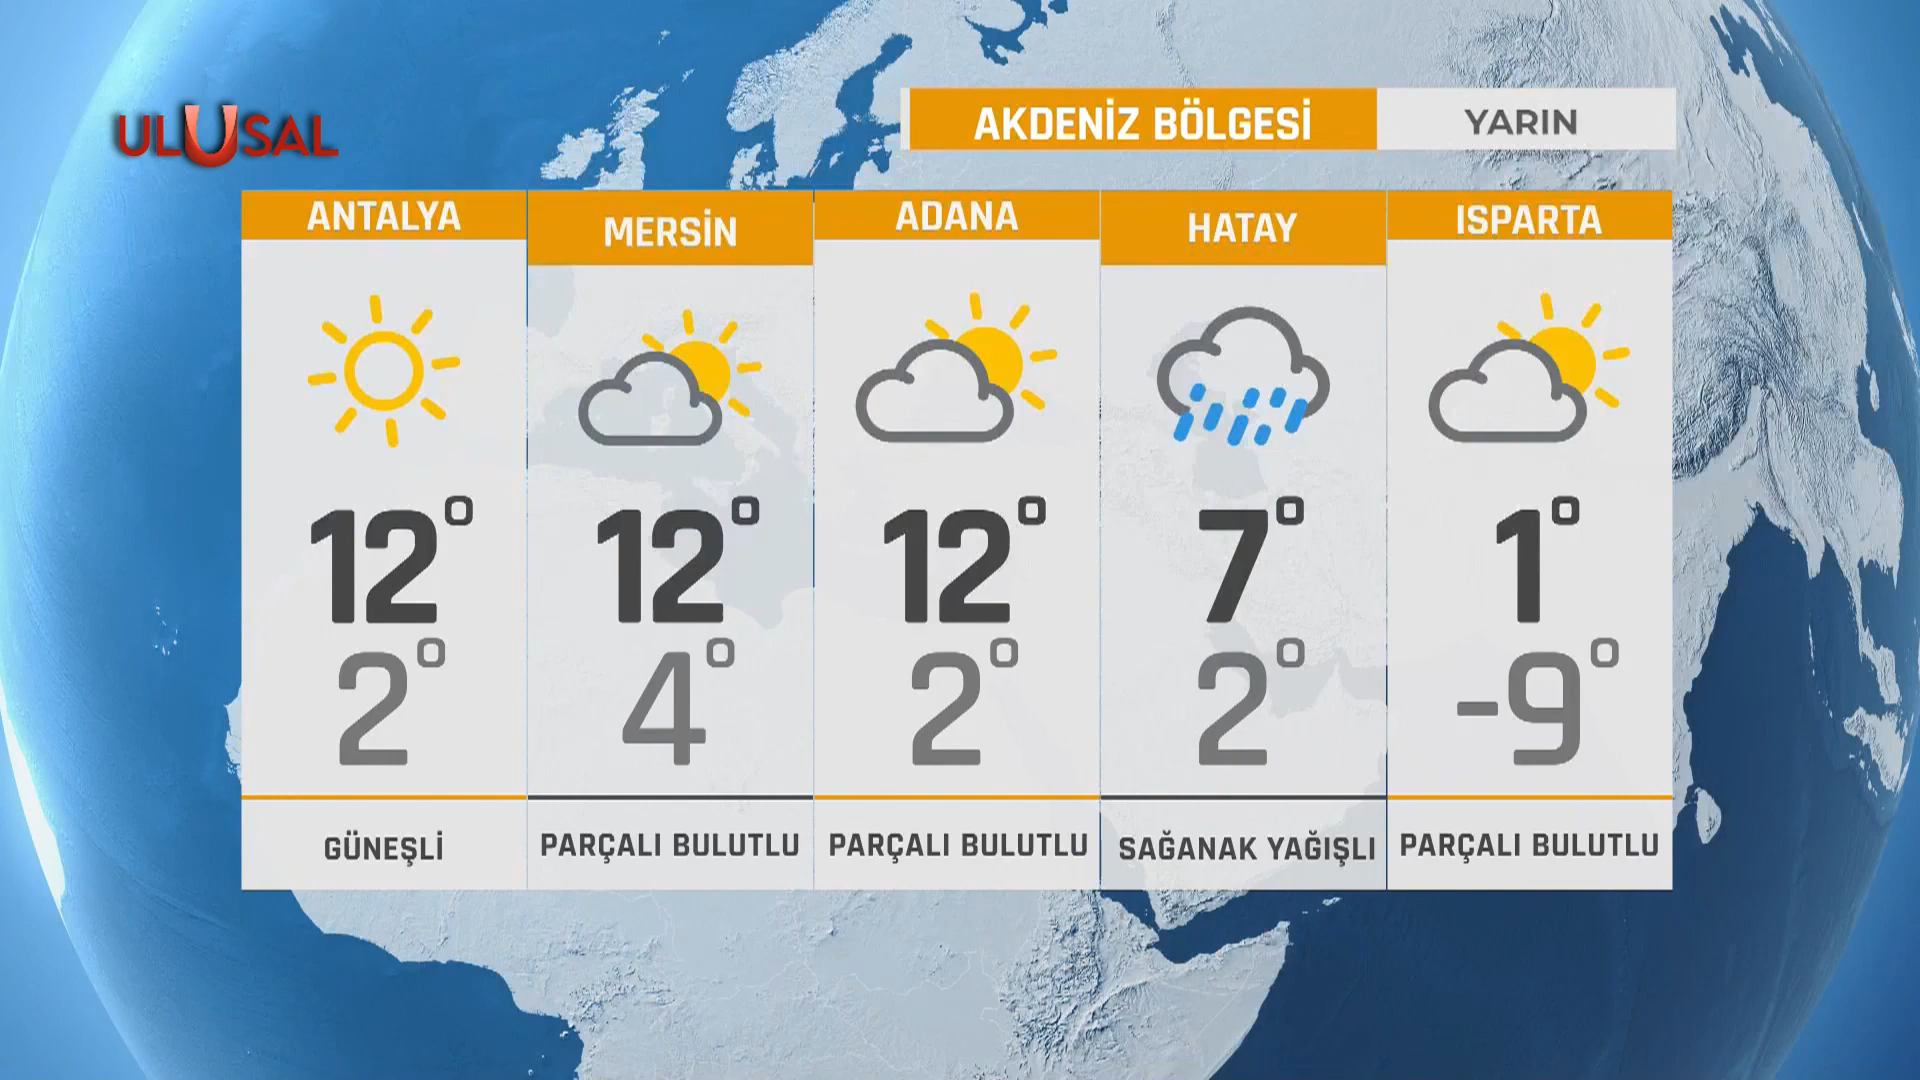 ULUSAL
AKDENİZ BÖLGESİ YARIN
ANTALYA MERSİN ADANA HATAY ISPARTA
12° 12° 12° 7° 1°
2° 4° 2° 2° -9°
GÜNEŞLİ PARÇALI BULUTLU PARÇALI BULUTLU SAĞANAK YAĞIŞLI PARÇALI BULUTLU